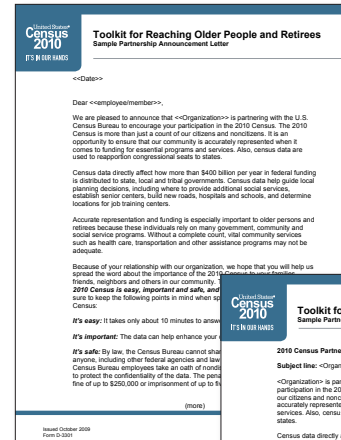 United States®
Census
2010
IT'S IN OUR HANDS
Toolkit for Reaching Older People and Retirees
Sample Partnership Announcement Letter
<<Date>>
Dear <<employee/member>>,
We are pleased to announce that <<Organization>> is partnering with the U.S.
Census Bureau to encourage your participation in the 2010 Census. The 2010
Census is more than just a count of our citizens and noncitizens. It is an
opportunity to ensure that our community is accurately represented when it
comes to funding for essential programs and services. Also, census data are
used to reapportion congressional seats to states.
Census data directly affect how more than $400 billion per year in federal funding
is distributed to state, local and tribal governments. Census data help guide local
planning decisions, including where to provide additional social services,
establish senior centers, build new roads, hospitals and schools, and determine
locations for job training centers.
Accurate representation and funding is especially important to older persons and
retirees because these individuals rely on many government, community and
social service programs. Without a complete count, vital community services
such as health care, transportation and other assistance programs may not be
adequate.
Because of your relationship with our organization, we hope that you will help us
spread the word about the importance of the 2010 Census to your families,
friends, neighbors and others in our community.
2010 Census is easy, important and safe, and
sure to keep the following points in mind when sp
Census:
It's easy: It takes only about 10 minutes to answ
It's important: The data can help enhance your
It's safe: By law, the Census Bureau cannot shar
anyone, including other federal agencies and law
Census Bureau employees take an oath of nondis
to protect the confidentiality of the data. The pena
fine of up to $250,000 or imprisonment of up to fi
(more)
Issued October 2009
Form D-3301
United States®
Census
2010
IT'S IN OUR HANDS
Toolkit fo
Sample Partn
2010 Census Partne
Subject line: <Organ
<Organization> is par
participation in the 20
our citizens and nonc
accurately represente
services. Also, census
states.
Census data directly a